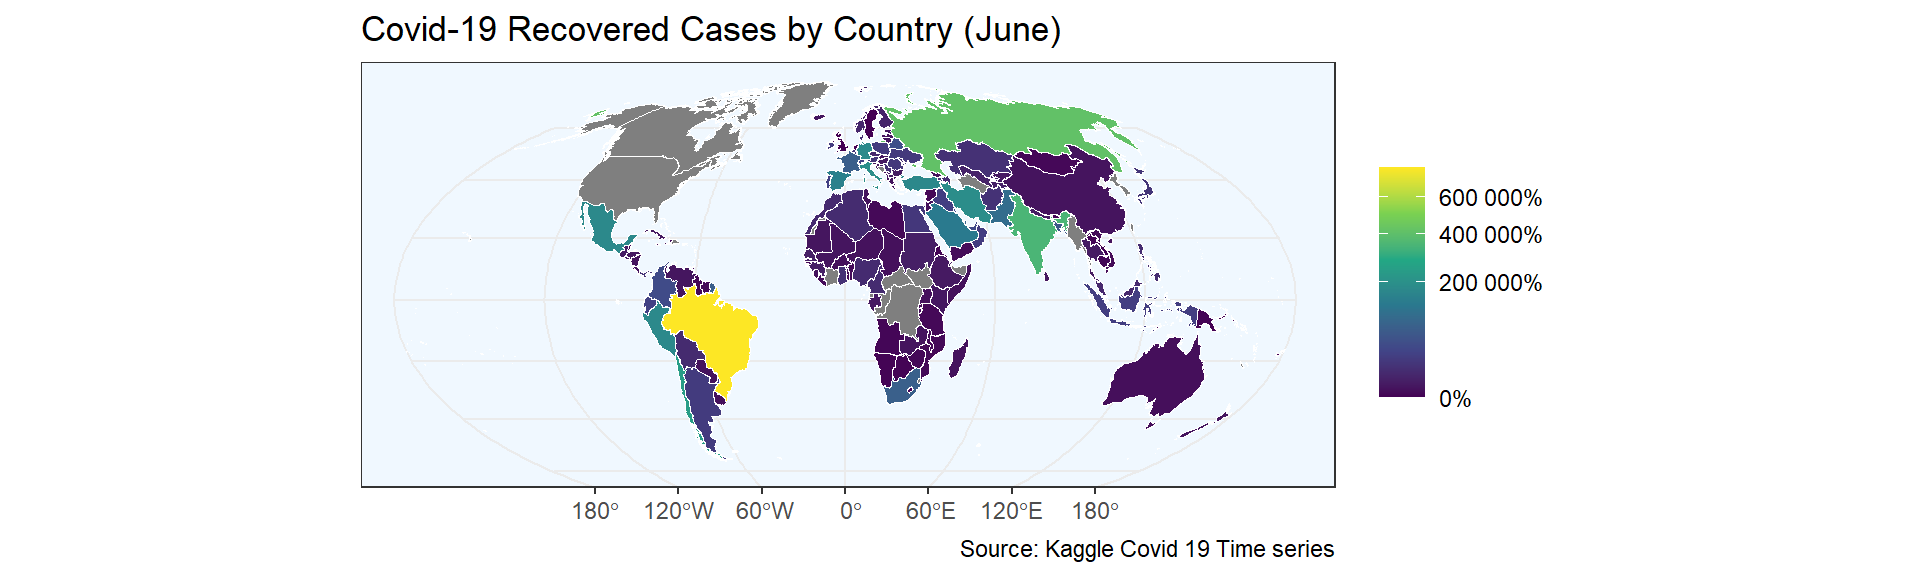 Covid-19 Recovered Cases by Country (June)
600 000%
400 000%
200 000%
0%
180° 120°W 60°W 0° 60°E 120°E 180°
Source: Kaggle Covid 19 Time series